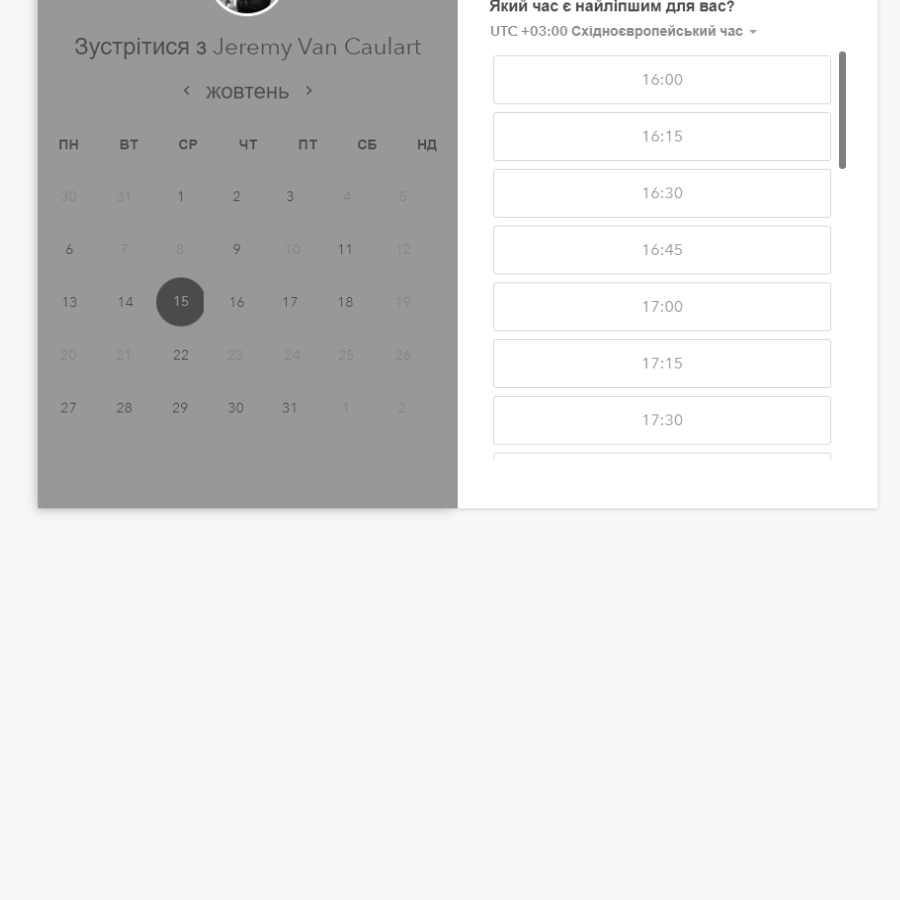 Зустрітися з Jeremy Van Caulart
жовтень
ПН ВТ СР ЧТ ПТ СБ НД
30 31 1 2 3 4 5
6 7 8 9 10 11 12
13 14 15 16 17 18 19
20 21 22 23 24 25 26
27 28 29 30 31 1 2
Який час є найліпшим для вас?
UTC +03:00 Східноєвропейський час
16:00
16:15
16:30
16:45
17:00
17:15
17:30